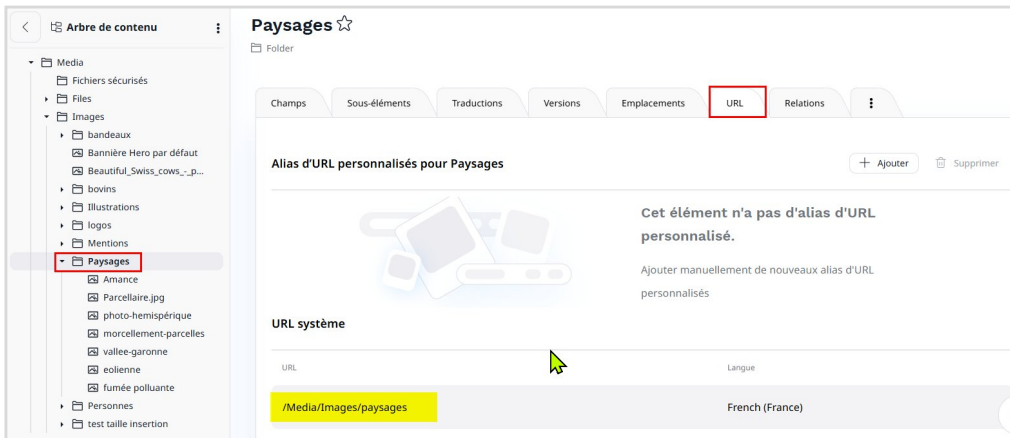 Arbre de contenu
Media
Fichiers sécurisés
Files
Images
bandeaux
Bannière Hero par défaut
Beautiful_Swiss_cows_-_p...
bovins
Illustrations
logos
Mentions
Paysages
Amance
Parcellaire.jpg
photo-hemispérique
morcellement-parcelles
vallee-garonne
eolienne
fumée polluante
Personnes
test taille insertion
Paysages
Folder
Champs Sous-éléments Traductions Versions Emplacements URL Relations
Alias d'URL personnalisés pour Paysages
Ajouter Supprimer
Cet élément n'a pas d'alias d'URL
personnalisé.
Ajouter manuellement de nouveaux alias d'URL
personnalisés
URL système
URL Langue
/Media/Images/paysages French (France)